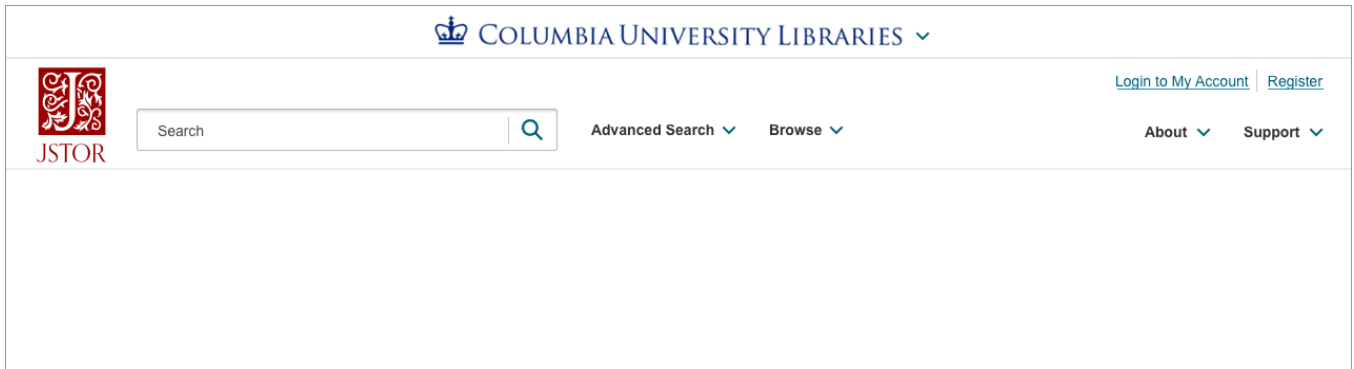 COLUMBIA UNIVERSITY LIBRARIES
Login to My Account Register
JSTOR
Search Advanced Search Browse About Support